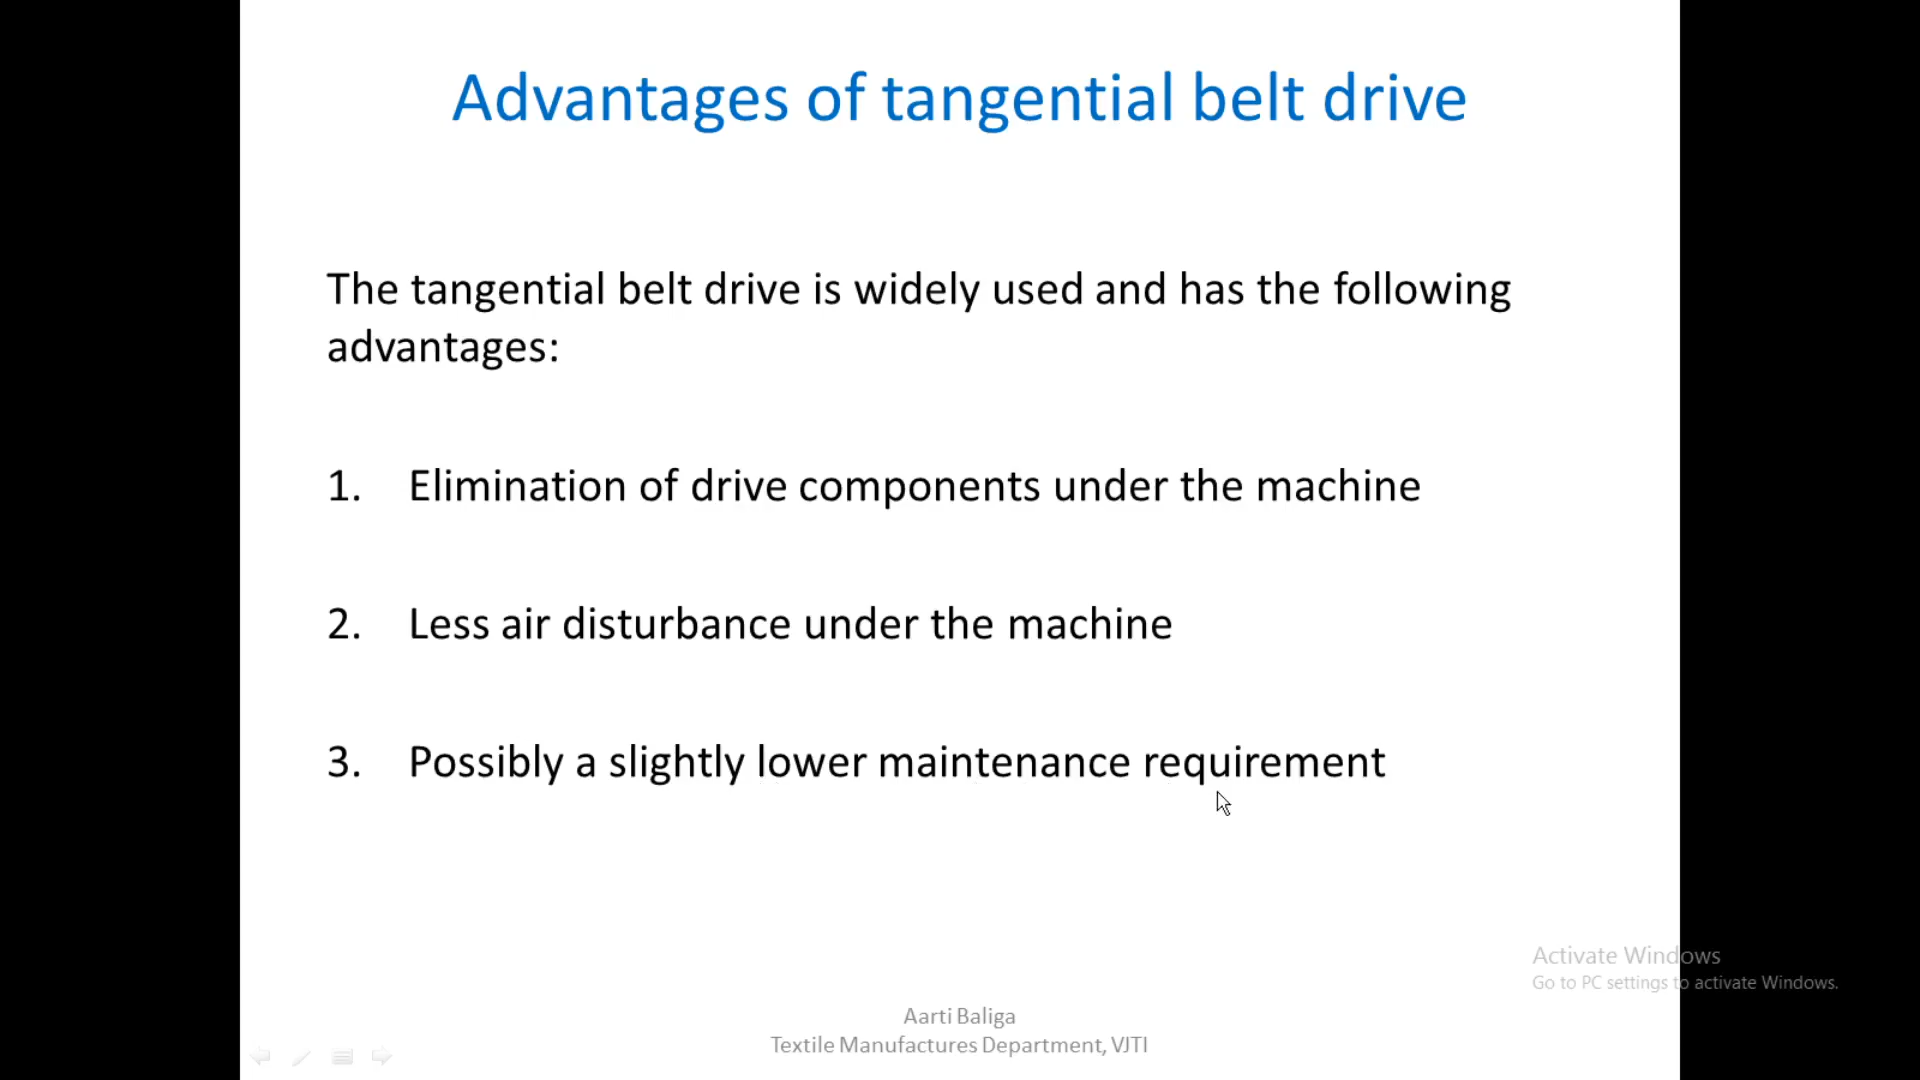 Advantages of tangential belt drive
The tangential belt drive is widely used and has the following
advantages:
1. Elimination of drive components under the machine
2. Less air disturbance under the machine
3. Possibly a slightly lower maintenance requirement
Activate Windows
Go to PC settings to activate Windows.
Aarti Baliga
Textile Manufactures Department, VJTI